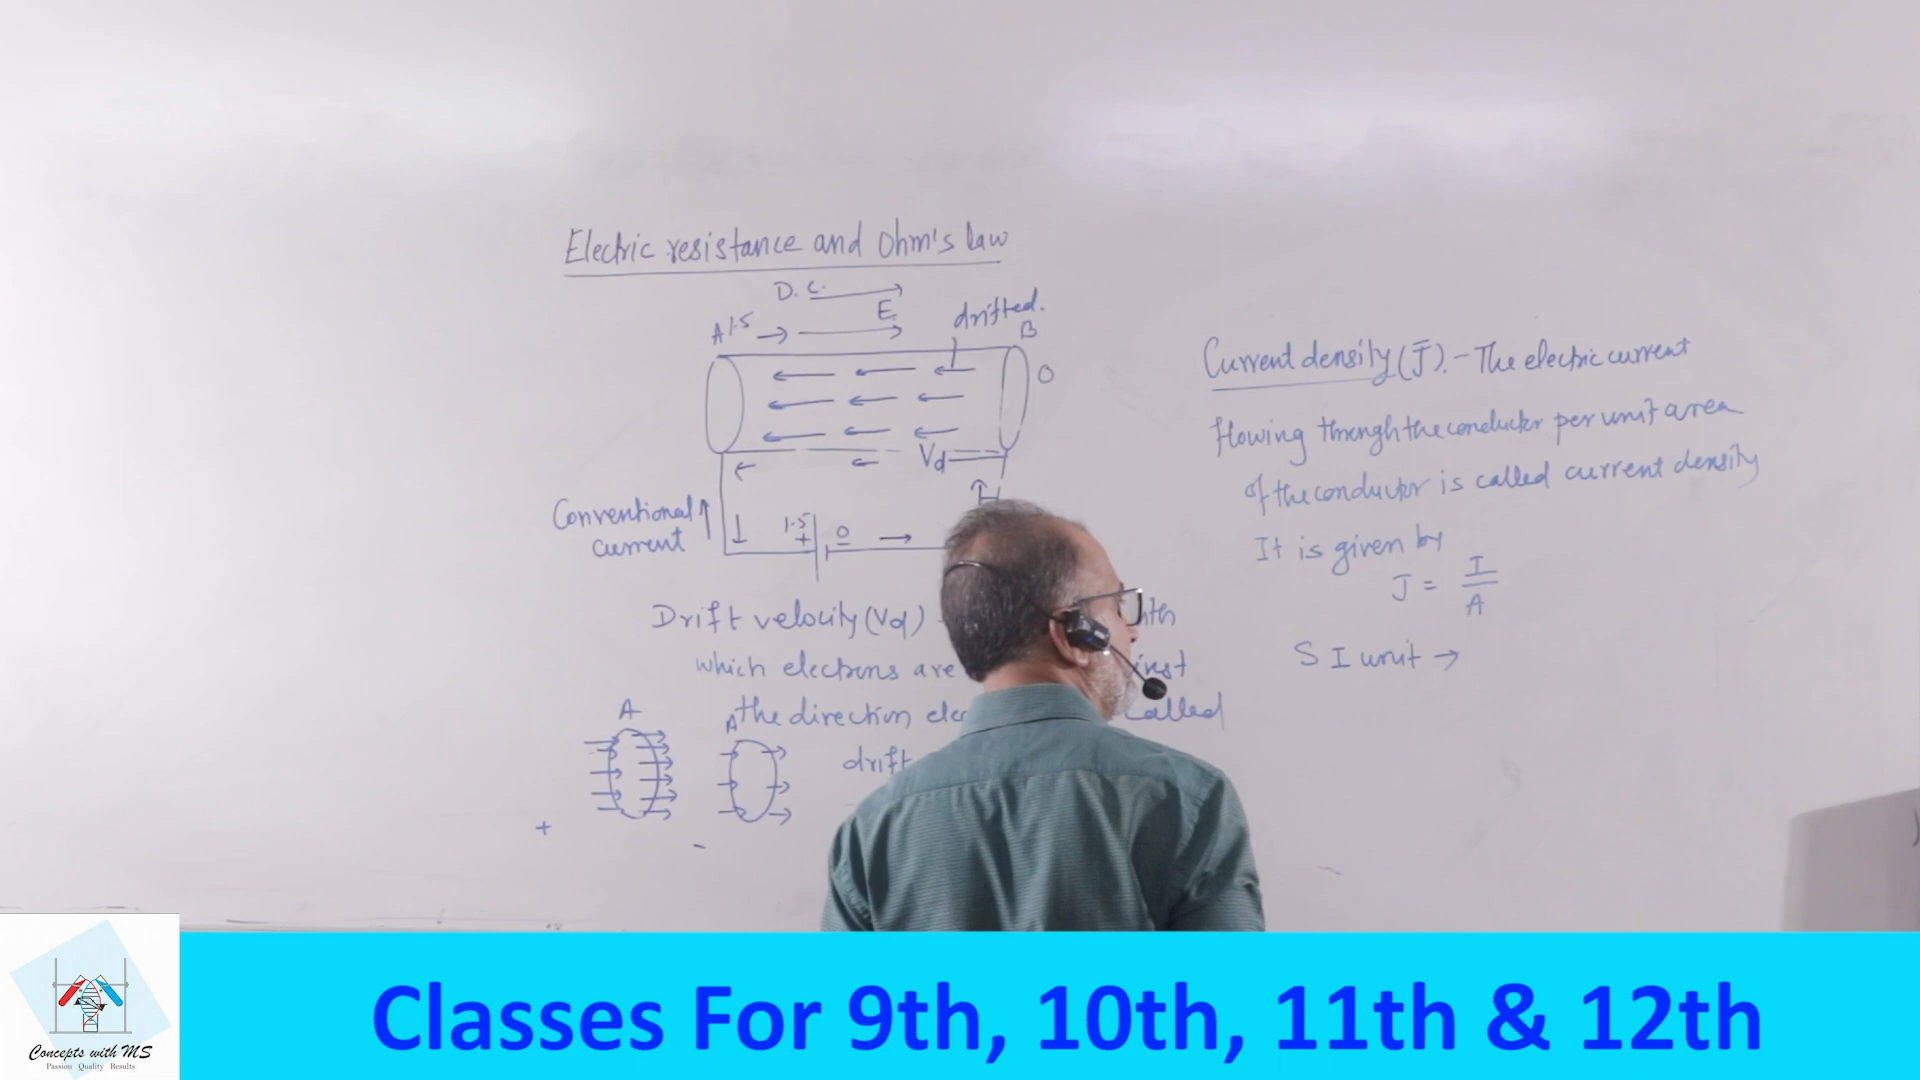 Electric resistance and Ohm's law
D.C.
E
A 1.5
drifted.
B
O
Vd
Conventional
current
1.5
+
0
-
Drift velocity (Vd) -
which electrons are
the direction called
drift
A
A
+
-
Current density (J). - The electric current
flowing through the conductor per unit area
of the conductor is called current density
It is given by
J = I/A
S I unit →
Concepts with MS
Passion Quality Results
Classes For 9th, 10th, 11th & 12th